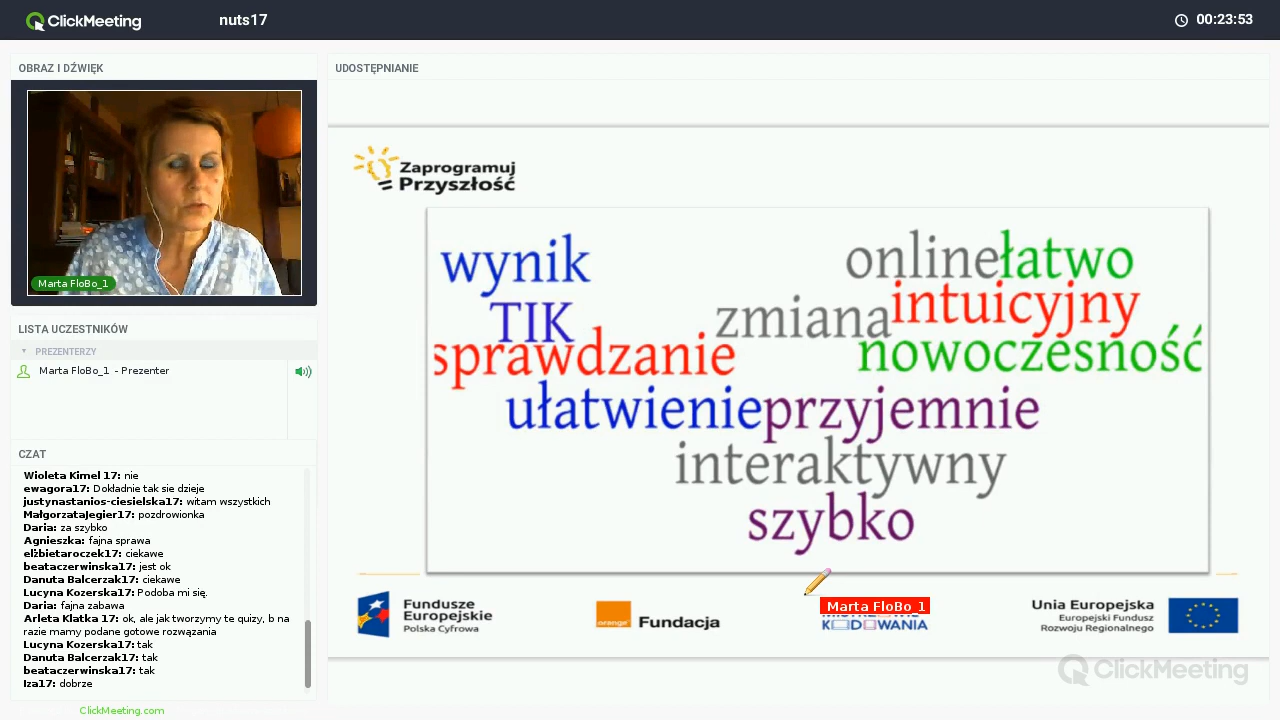 ClickMeeting
nuts17
00:23:53
OBRAZ I DŹWIĘK
Marta FloBo_1
LISTA UCZESTNIKÓW
PREZENTERZY
Marta FloBo_1 - Prezenter
CZAT
Wioleta Kimel 17: nie
ewagora17: Dokładnie tak sie dzieje
justynastanios-ciesielska17: witam wszystkich
MałgorzataJegier17: pozdrowionka
Daria: za szybko
Agnieszka: fajna sprawa
elżbietaroczek17: ciekawe
beataczerwinska17: jest ok
Danuta Balcerzak17: ciekawe
Lucyna Kozerska17: Podoba mi się.
Daria: fajna zabawa
Arleta Klatka 17: ok, ale jak tworzymy te quizy, b na
razie mamy podane gotowe rozwązania
Lucyna Kozerska17: tak
Danuta Balcerzak17: tak
beataczerwinska17: tak
Iza17: dobrze
ClickMeeting.com
UDOSTĘPNIANIE
Zaprogramuj
Przyszłość
wynik
online
łatwo
TIK
zmiana
intuicyjny
sprawdzanie
nowoczesność
ułatwienie
przyjemnie
interaktywny
szybko
Fundusze
Europejskie
Polska Cyfrowa
orange
Fundacja
Marta FloBo_1
KODOWANIA
Unia Europejska
Europejski Fundusz
Rozwoju Regionalnego
ClickMeeting